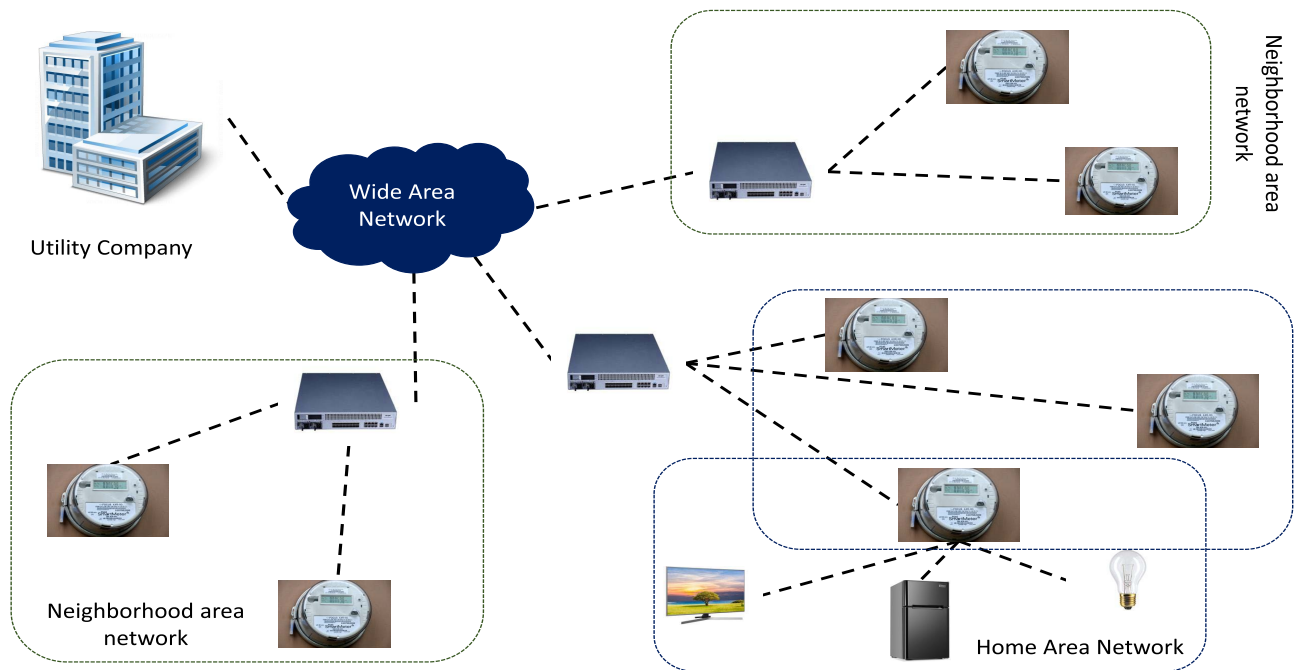 Utility Company
Wide Area
Network
Neighborhood area
network
Neighborhood area
network
Home Area Network